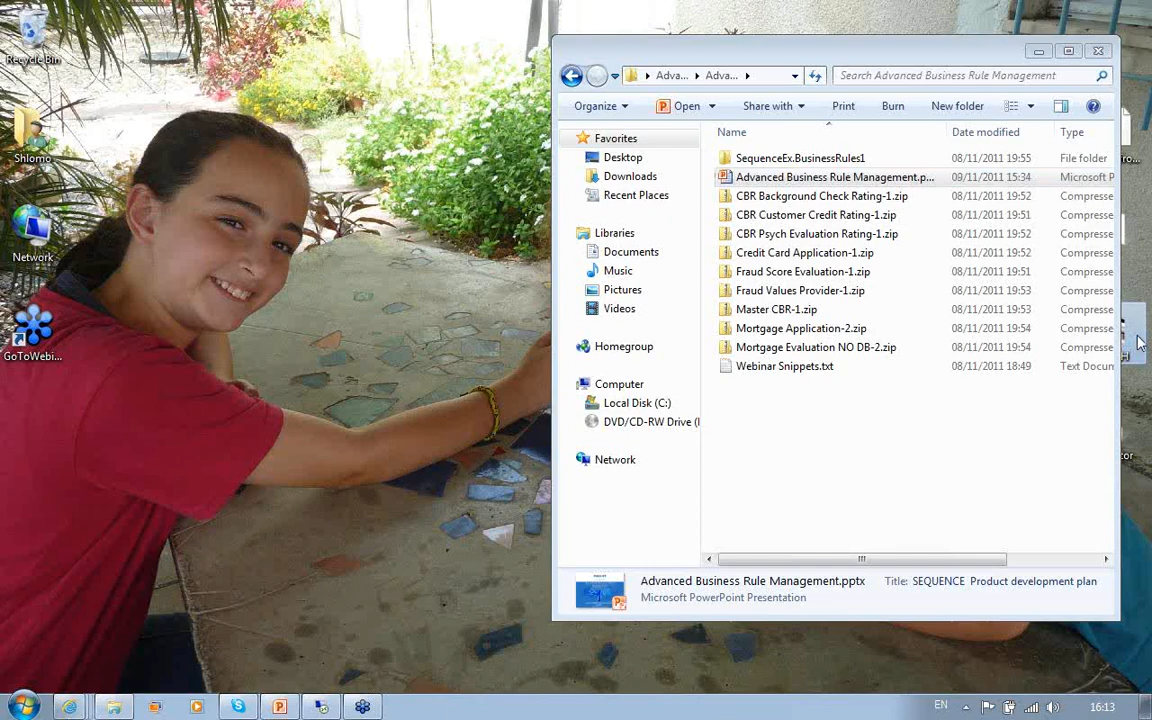 Recycle Bin
Shlomo
Network
GoToWebi...
Adva...
Adva...
Search Advanced Business Rule Management
Organize
Open
Share with
Print
Burn
New folder
Favorites
Desktop
Downloads
Recent Places
Libraries
Documents
Music
Pictures
Videos
Homegroup
Computer
Local Disk (C:)
DVD/CD-RW Drive (
Network
Name Date modified Type
SequenceEx.BusinessRules1 08/11/2011 19:55 File folder
Advanced Business Rule Management.p... 09/11/2011 15:34 Microsoft P
CBR Background Check Rating-1.zip 08/11/2011 19:52 Compresse
CBR Customer Credit Rating-1.zip 08/11/2011 19:52 Compresse
CBR Psych Evaluation Rating-1.zip 08/11/2011 19:52 Compresse
Credit Card Application-1.zip 08/11/2011 19:52 Compresse
Fraud Score Evaluation-1.zip 08/11/2011 19:51 Compresse
Fraud Values Provider-1.zip 08/11/2011 19:53 Compresse
Master CBR-1.zip 08/11/2011 19:53 Compresse
Mortgage Application-2.zip 08/11/2011 19:54 Compresse
Mortgage Evaluation NO DB-2.zip 08/11/2011 19:54 Compresse
Webinar Snippets.txt 08/11/2011 18:49 Text Docum
Advanced Business Rule Management.pptx Title: SEQUENCE Product development plan
Microsoft PowerPoint Presentation
EN
16:13